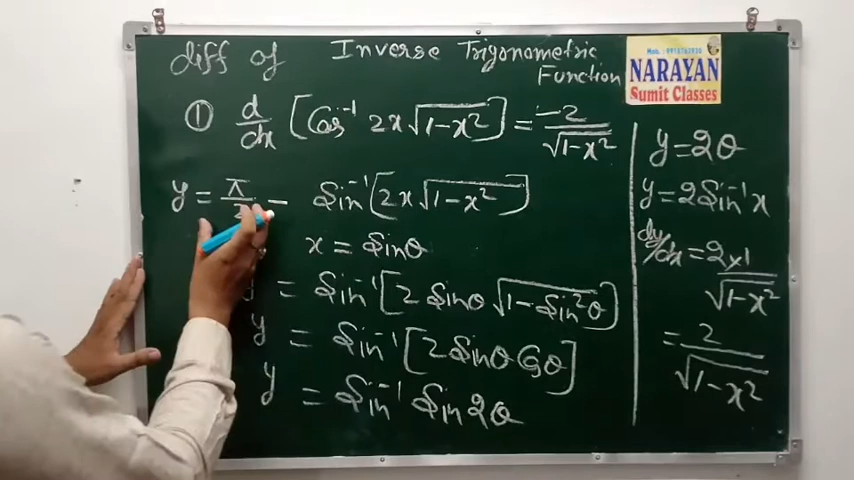 diff of Inverse Trigonometric Function
MOB.- 9918763930
NARAYAN
Sumit Classes
① d/dx [Cos⁻¹ 2x√(1-x²)] = -2/√(1-x²)
y = π/2 - Sin⁻¹[2x√(1-x²)]
x = Sinθ
y = Sin⁻¹[2 Sinθ √(1-Sin²θ)]
y = Sin⁻¹[2 Sinθ Cosθ]
y = Sin⁻¹ Sin2θ
y = 2θ
y = 2Sin⁻¹x
dy/dx = 2×1/√(1-x²)
= 2/√(1-x²)